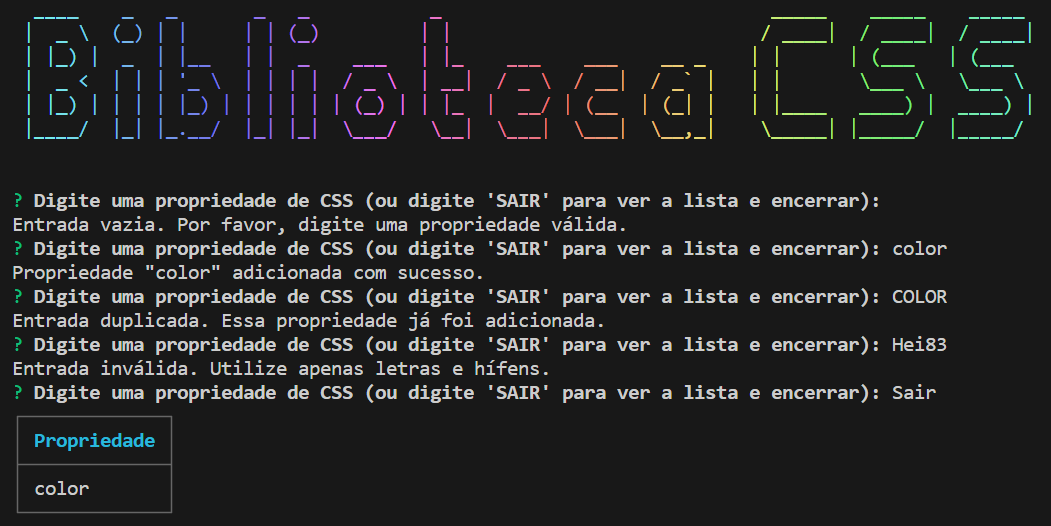 Biblioteca CSS
? Digite uma propriedade de CSS (ou digite 'SAIR' para ver a lista e encerrar):
Entrada vazia. Por favor, digite uma propriedade válida.
? Digite uma propriedade de CSS (ou digite 'SAIR' para ver a lista e encerrar): color
Propriedade "color" adicionada com sucesso.
? Digite uma propriedade de CSS (ou digite 'SAIR' para ver a lista e encerrar): COLOR
Entrada duplicada. Essa propriedade já foi adicionada.
? Digite uma propriedade de CSS (ou digite 'SAIR' para ver a lista e encerrar): Hei83
Entrada inválida. Utilize apenas letras e hífens.
? Digite uma propriedade de CSS (ou digite 'SAIR' para ver a lista e encerrar): Sair
Propriedade
color